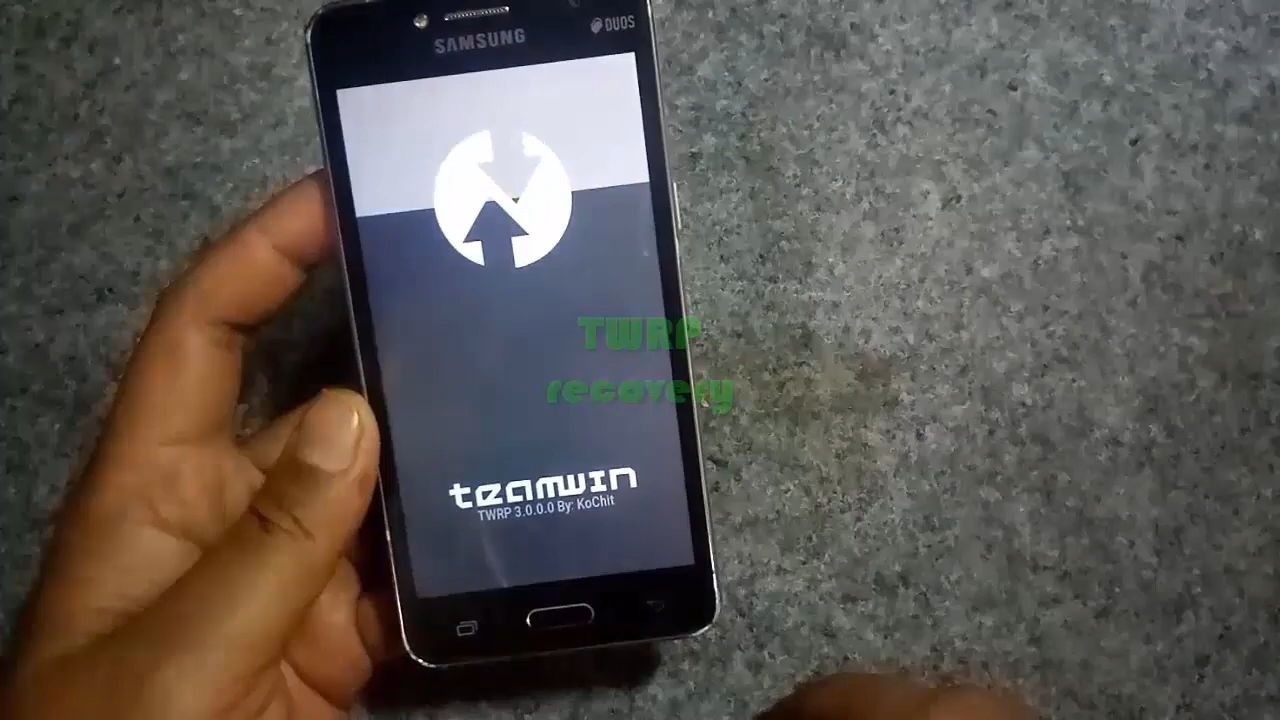 SAMSUNG
DUOS
TWRP
recovery
teamwin
TWRP 3.0.0.0 By: KoChit